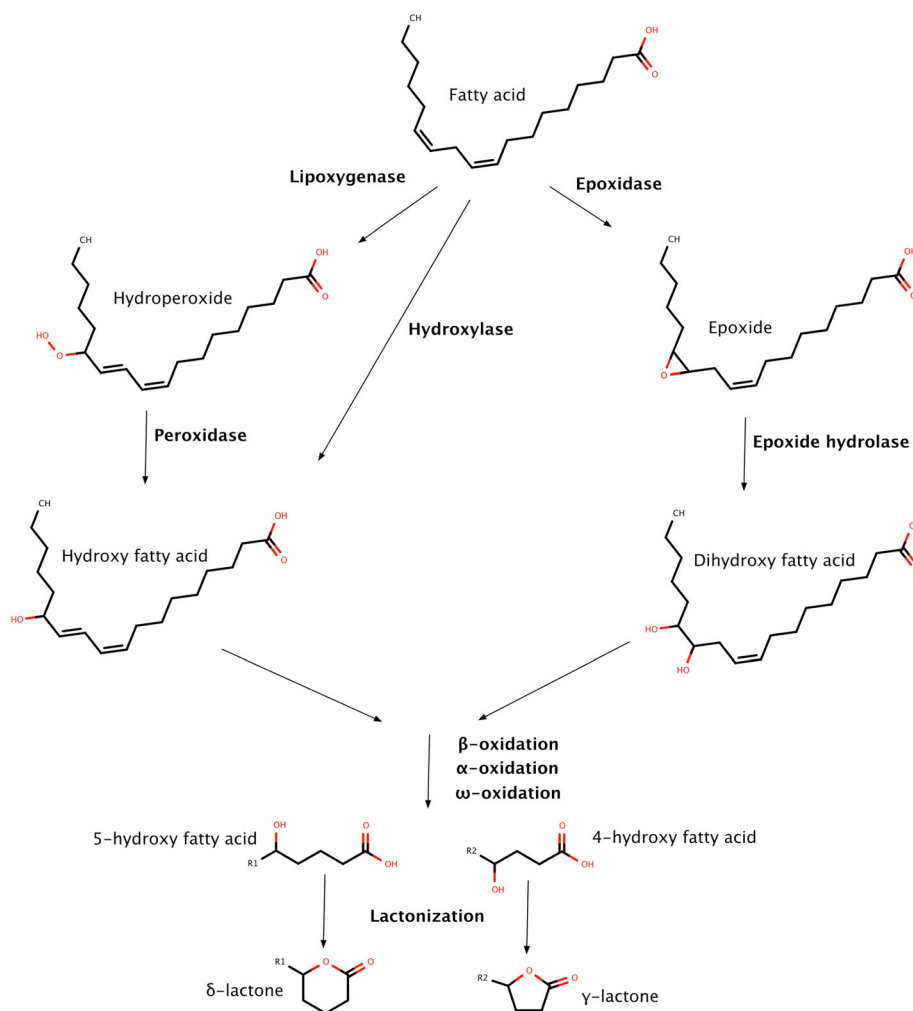 CH
OH
O
Fatty acid
Lipoxygenase
Epoxidase
CH
OH
O
Hydroperoxide
HO
O
CH
OH
O
Epoxide
O
Hydroxylase
Peroxidase
Epoxide hydrolase
CH
OH
O
Hydroxy fatty acid
HO
CH
O
O
Dihydroxy fatty acid
HO
HO
β-oxidation
α-oxidation
ω-oxidation
5-hydroxy fatty acid
OH
O
R1
OH
4-hydroxy fatty acid
O
R2
OH
OH
Lactonization
R1
O
O
δ-lactone
R2
O
O
γ-lactone